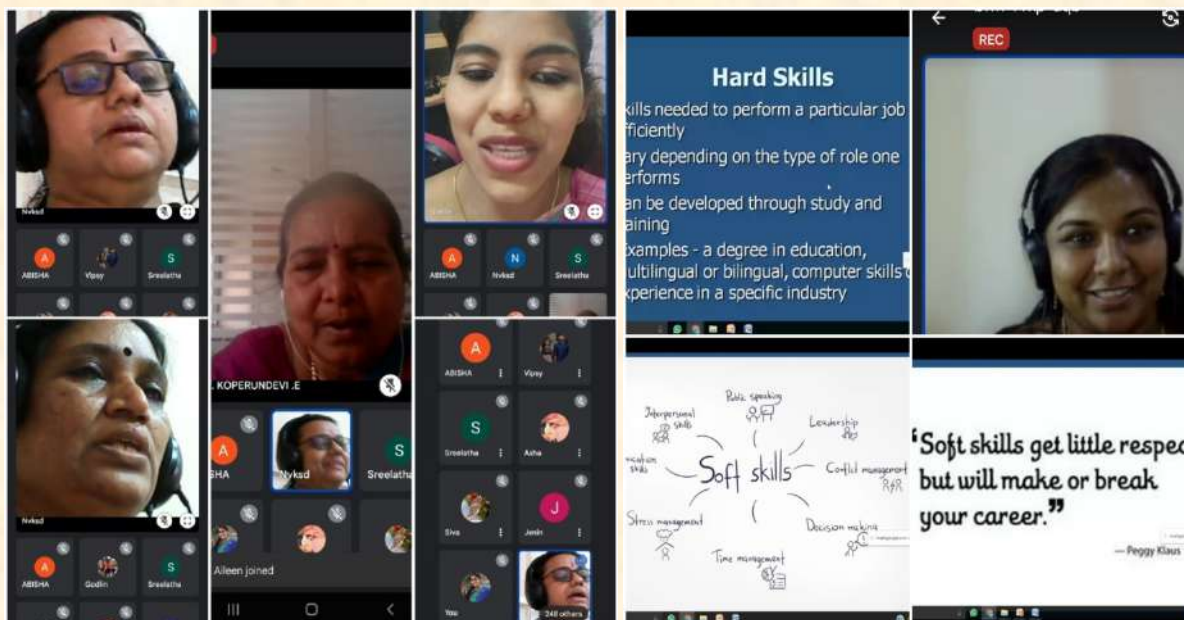 Nvksd
ABISHA
Vipsy
Sreelatha
. KOPERUNDEVI .E
SHA
Nvksd
Sreelatha
Aileen joined
ABISHA
Nvksd
Sreelatha
Nvksd
ABISHA
Godlin
Sreelatha
ABISHA
Vipsy
Sreelatha
Asha
Siva
Jenin
You
248 others
Hard Skills
kills needed to perform a particular job
fficiently
ary depending on the type of role one
erforms
an be developed through study and
aining
xamples - a degree in education,
ultilingual or bilingual, computer skills
xperience in a specific industry
REC
Public speaking
Interpersonal
skills
Leadership
Soft skills
Conflict management
Stress management
Decision making
Time management
“Soft skills get little respec
but will make or break
your career.”
— Peggy Klaus